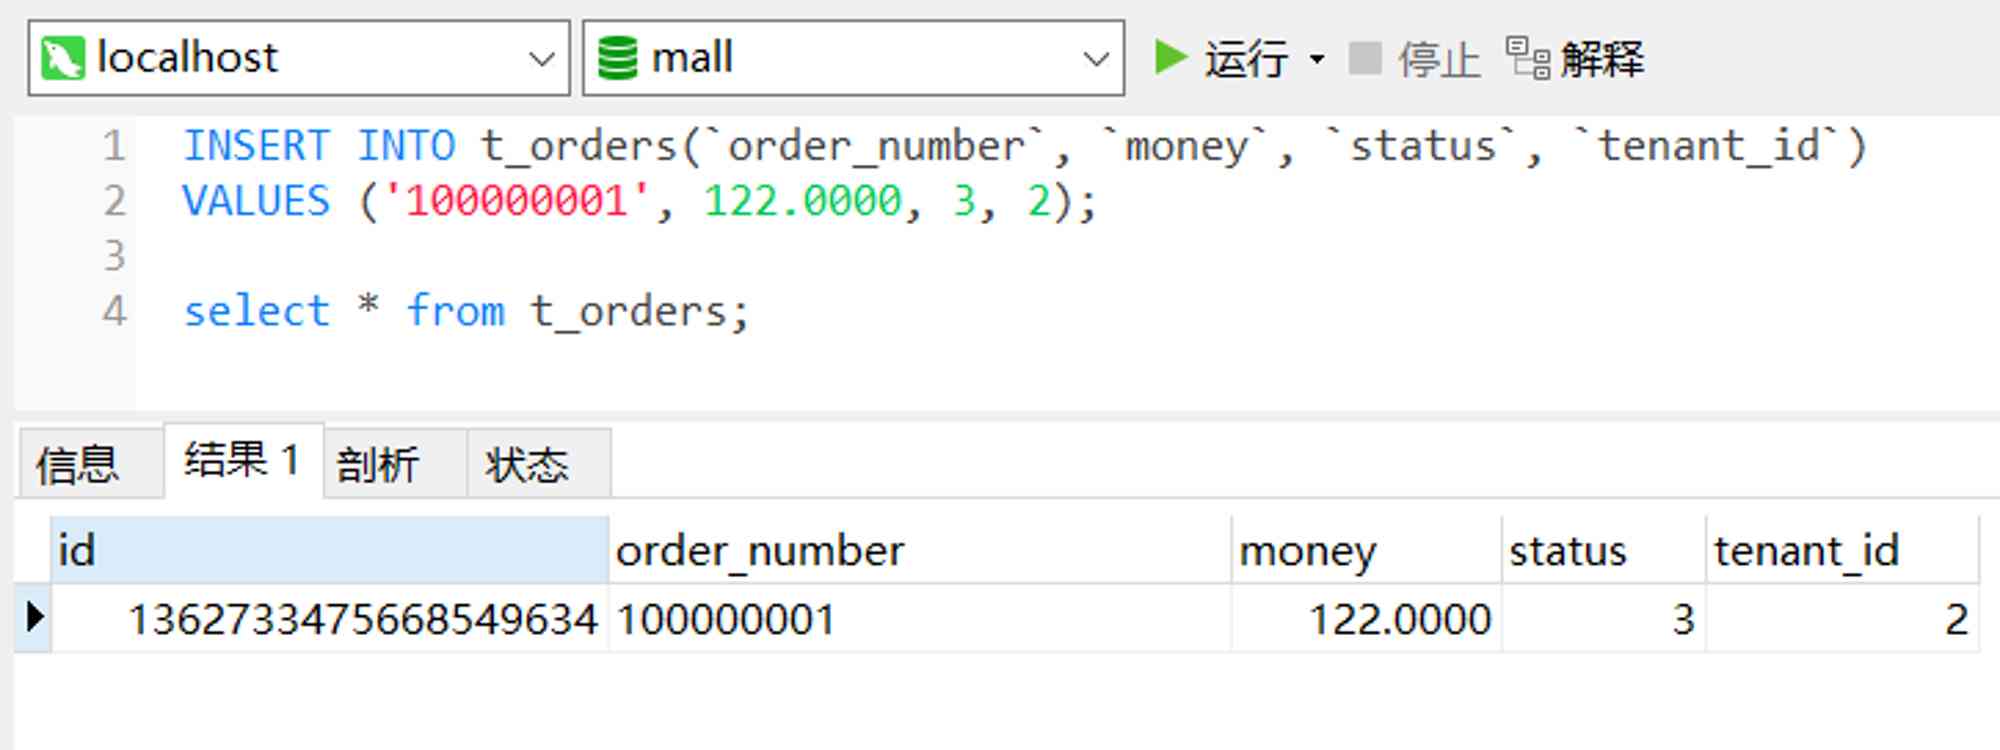 localhost mall 运行 停止 解释
1 INSERT INTO t_orders(`order_number`, `money`, `status`, `tenant_id`)
2 VALUES ('100000001', 122.0000, 3, 2);
3
4 select * from t_orders;
信息 结果 1 剖析 状态
id order_number money status tenant_id
1362733475668549634 100000001 122.0000 3 2